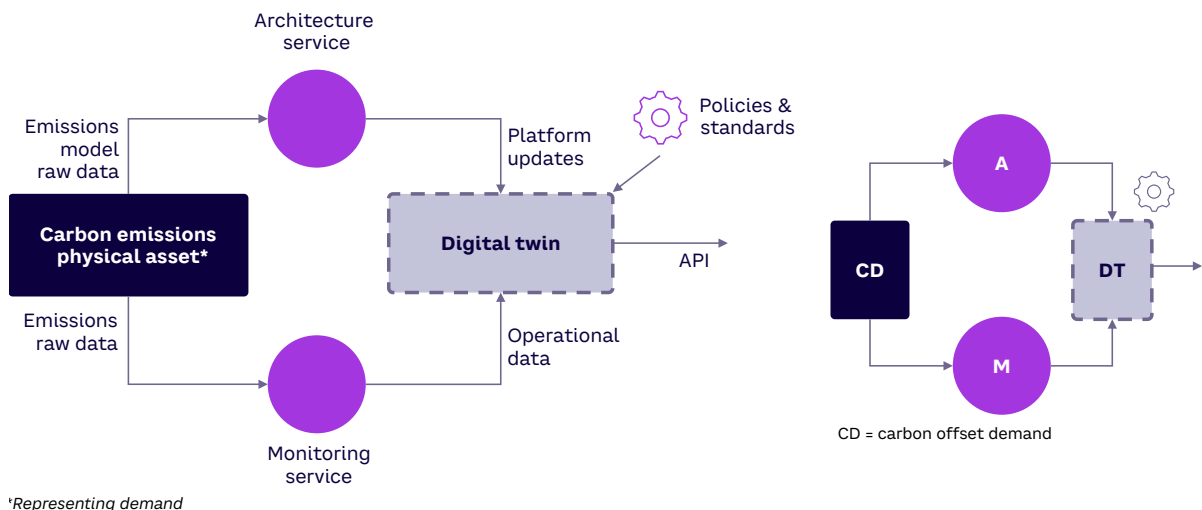 Architecture
service
Emissions
model
raw data
Platform
updates
Policies &
standards
Carbon emissions
physical asset*
Digital twin
API
Emissions
raw data
Operational
data
Monitoring
service
*Representing demand
A
CD
DT
M
CD = carbon offset demand